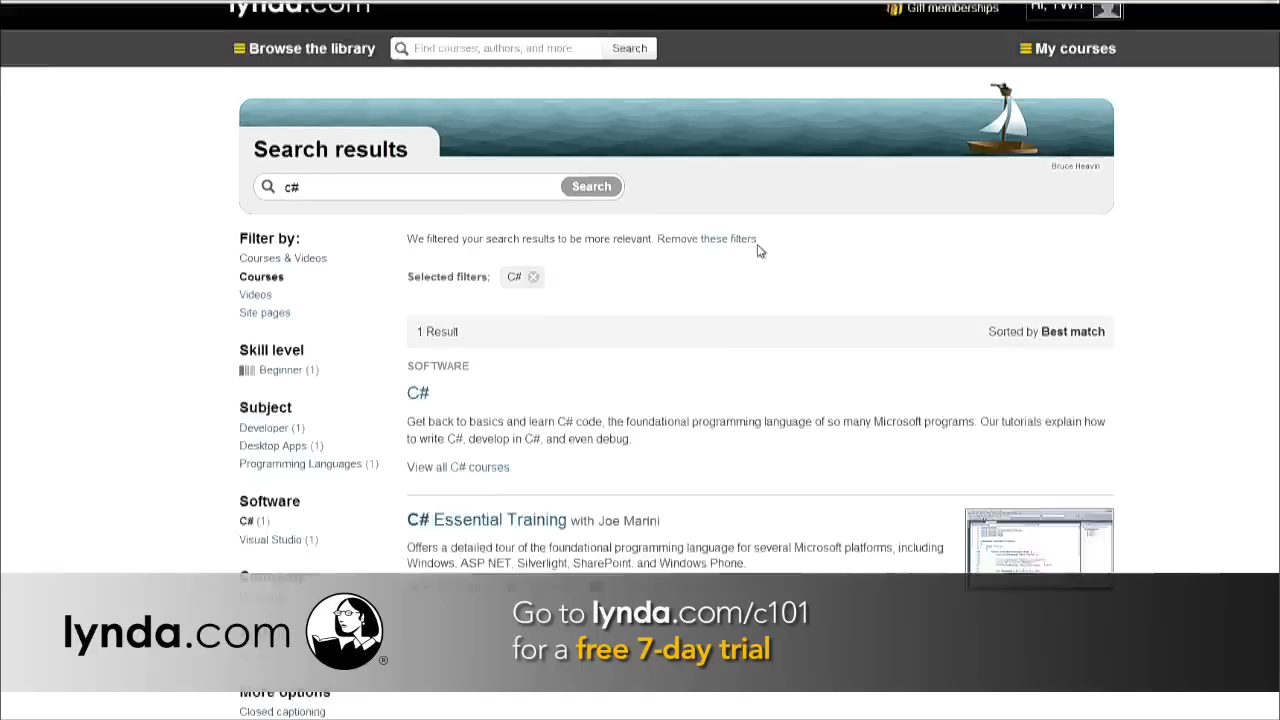 lynda.com
Gift memberships
Hi, TWiT
Browse the library
Find courses, authors, and more
Search
My courses
Search results
Bruce Heavin
c#
Search
Filter by:
Courses & Videos
Courses
Videos
Site pages
Skill level
Beginner (1)
Subject
Developer (1)
Desktop Apps (1)
Programming Languages (1)
Software
C# (1)
Visual Studio (1)
We filtered your search results to be more relevant. Remove these filters
Selected filters:
C#
1 Result
Sorted by Best match
SOFTWARE
C#
Get back to basics and learn C# code, the foundational programming language of so many Microsoft programs. Our tutorials explain how
to write C#, develop in C#, and even debug.
View all C# courses
C# Essential Training with Joe Marini
Offers a detailed tour of the foundational programming language or several Microsoft platforms, including
Windows, ASP NET, Silverlight, SharePoint, and Windows Phone.
lynda.com
®
Go to lynda.com/c101
for a free 7-day trial
More options
Closed captioning